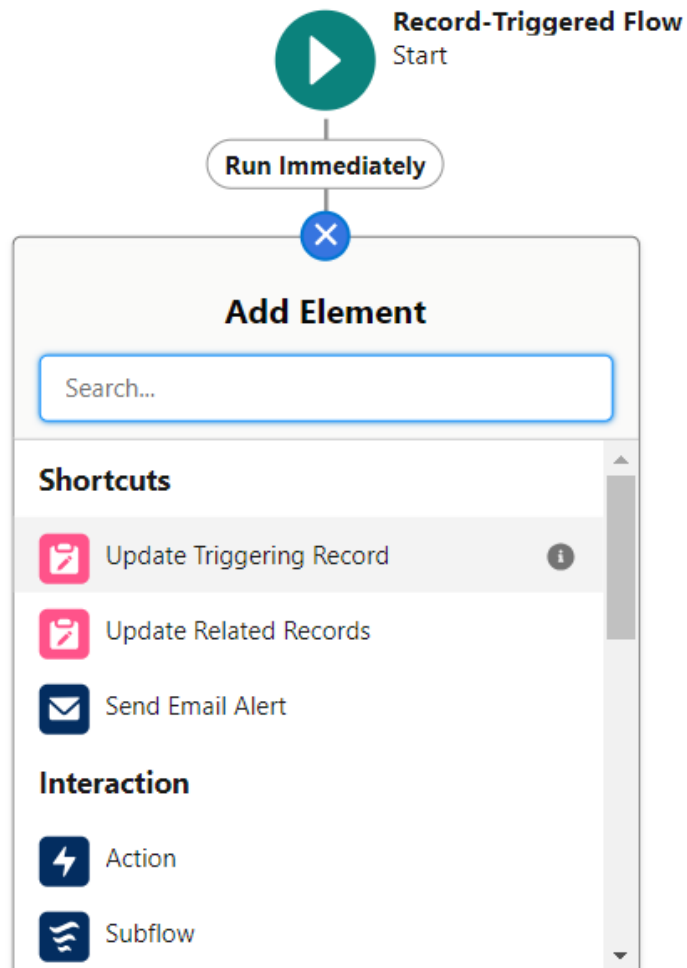 Record-Triggered Flow
Start
Run Immediately
Add Element
Search...
Shortcuts
Update Triggering Record
Update Related Records
Send Email Alert
Interaction
Action
Subflow